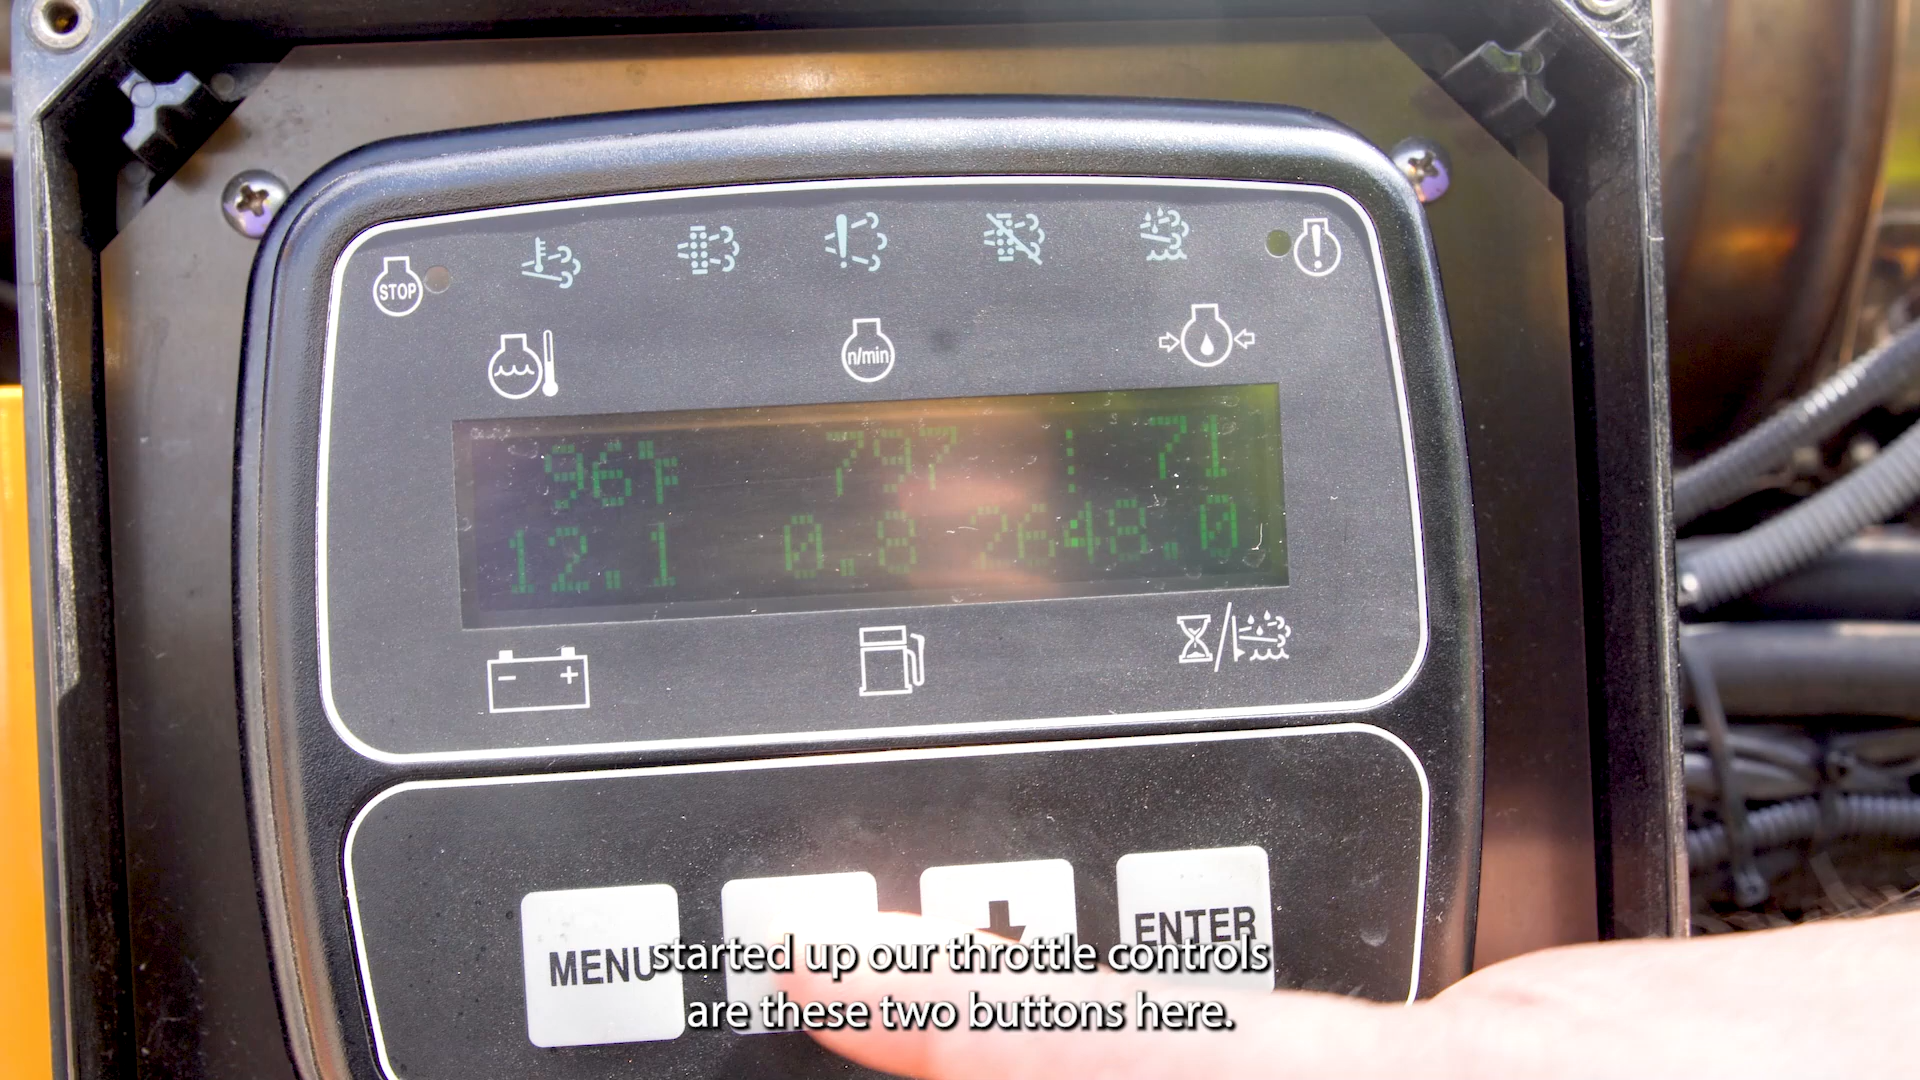 STOP
n/min
96°F 797 71
12.1 0.8 2648.0
MENU
ENTER
started up our throttle controls
are these two buttons here.